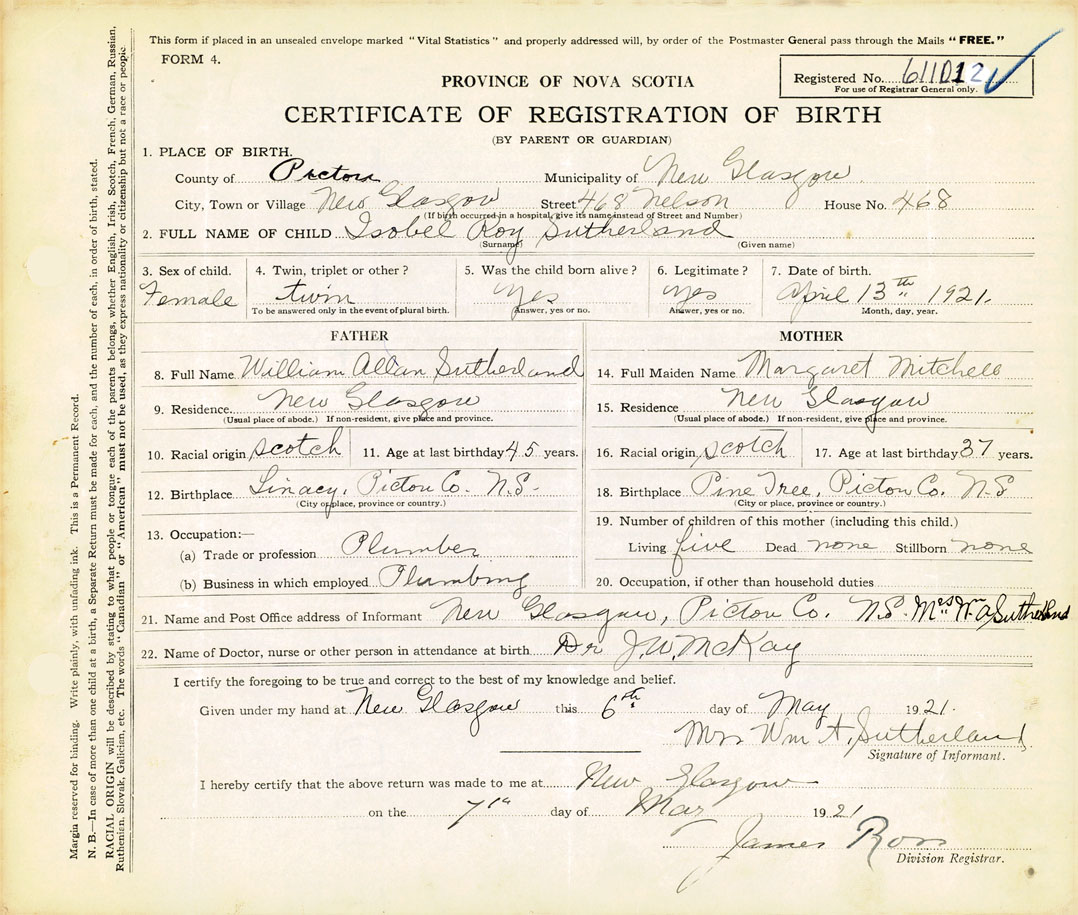 This form if placed in an unsealed envelope marked "Vital Statistics" and properly addressed will, by order of the Postmaster General pass through the Mails "FREE."
FORM 4.
Registered No. 611012
For use of Registrar General only.
PROVINCE OF NOVA SCOTIA
CERTIFICATE OF REGISTRATION OF BIRTH
(BY PARENT OR GUARDIAN)
1. PLACE OF BIRTH.
County of Pictou Municipality of New Glasgow
City, Town or Village New Glasgow Street 468 Nelson House No. 468
(If birth occurred in a hospital, give its name instead of Street and Number)
2. FULL NAME OF CHILD Isobel Roy Sutherland
(Surname) (Given name)
3. Sex of child. 4. Twin, triplet or other? 5. Was the child born alive? 6. Legitimate? 7. Date of birth.
Female twin Yes Yes April 13th 1921.
To be answered only in the event of plural birth. Answer, yes or no. Answer, yes or no. Month, day, year.
FATHER MOTHER
8. Full Name William Allan Sutherland 14. Full Maiden Name Margaret Mitchell
9. Residence New Glasgow 15. Residence New Glasgow
(Usual place of abode.) If non-resident, give place and province. (Usual place of abode.) If non-resident, give place and province.
10. Racial origin scotch 11. Age at last birthday 45 years. 16. Racial origin scotch 17. Age at last birthday 37 years.
12. Birthplace Linacy, Picton Co. N.S. 18. Birthplace Pine Tree, Picton Co. N.S
(City or place, province or country.) (City or place, province or country.)
13. Occupation:— 19. Number of children of this mother (including this child.)
(a) Trade or profession Plumber Living five Dead none Stillborn none
(b) Business in which employed Plumbing 20. Occupation, if other than household duties
21. Name and Post Office address of Informant New Glasgow, Picton Co. N.S. Mrs Wm A Sutherland
22. Name of Doctor, nurse or other person in attendance at birth Dr J.W. McKay
I certify the foregoing to be true and correct to the best of my knowledge and belief.
Given under my hand at New Glasgow this 6th day of May 1921.
Mrs Wm A. Sutherland
Signature of Informant.
I hereby certify that the above return was made to me at New Glasgow
on the 7th day of May 1921
James Ross
Division Registrar.
Margin reserved for binding. Write plainly, with unfading ink. This is a Permanent Record.
N. B.—In case of more than one child at a birth, a Separate Return must be made for each, and the number of each, in order of birth, stated.
RACIAL ORIGIN will be described by stating to what people or tongue each of the parents belongs, whether English, Irish, Scotch, French, German, Russian,
Ruthenian, Slovak, Galician, etc. The words "Canadian" or "American" must not be used, as they express nationality or citizenship but not a race or people.